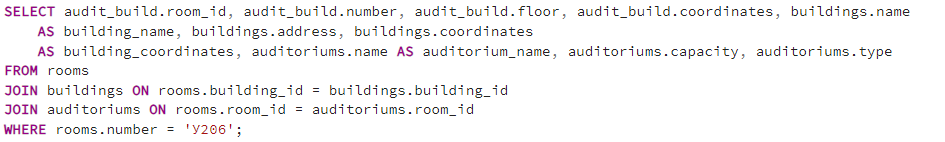 SELECT audit_build.room_id, audit_build.number, audit_build.floor, audit_build.coordinates, buildings.name
AS building_name, buildings.address, buildings.coordinates
AS building_coordinates, auditoriums.name AS auditorium_name, auditoriums.capacity, auditoriums.type
FROM rooms
JOIN buildings ON rooms.building_id = buildings.building_id
JOIN auditoriums ON rooms.room_id = auditoriums.room_id
WHERE rooms.number = 'У206';